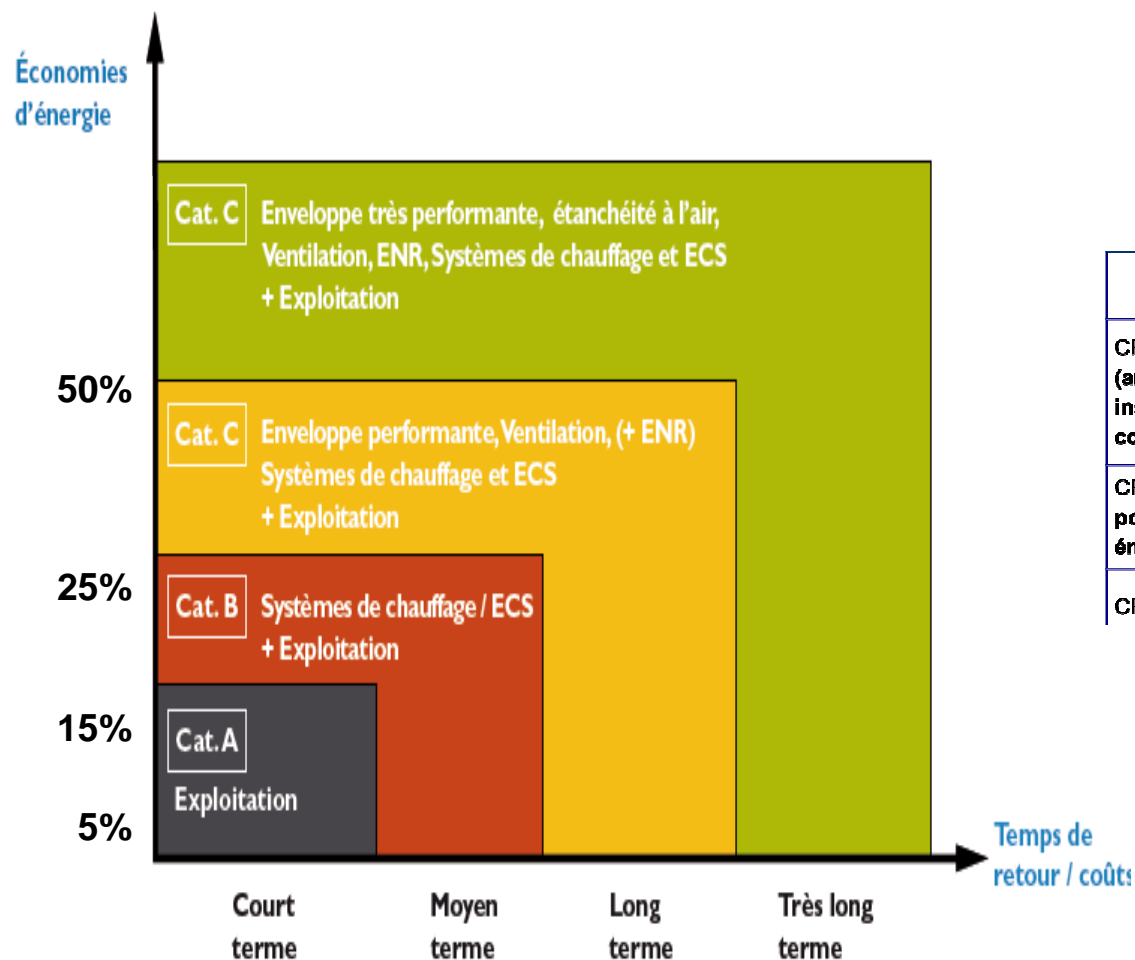 Économies
d'énergie
Cat. C
Enveloppe très performante, étanchéité à l'air,
Ventilation, ENR, Systèmes de chauffage et ECS
+ Exploitation
50%
Cat. C
Enveloppe performante, Ventilation, (+ ENR)
Systèmes de chauffage et ECS
+ Exploitation
25%
Cat. B
Systèmes de chauffage / ECS
+ Exploitation
15%
Cat. A
Exploitation
5%
Temps de
retour / coûts
Court
terme
Moyen
terme
Long
terme
Très long
terme